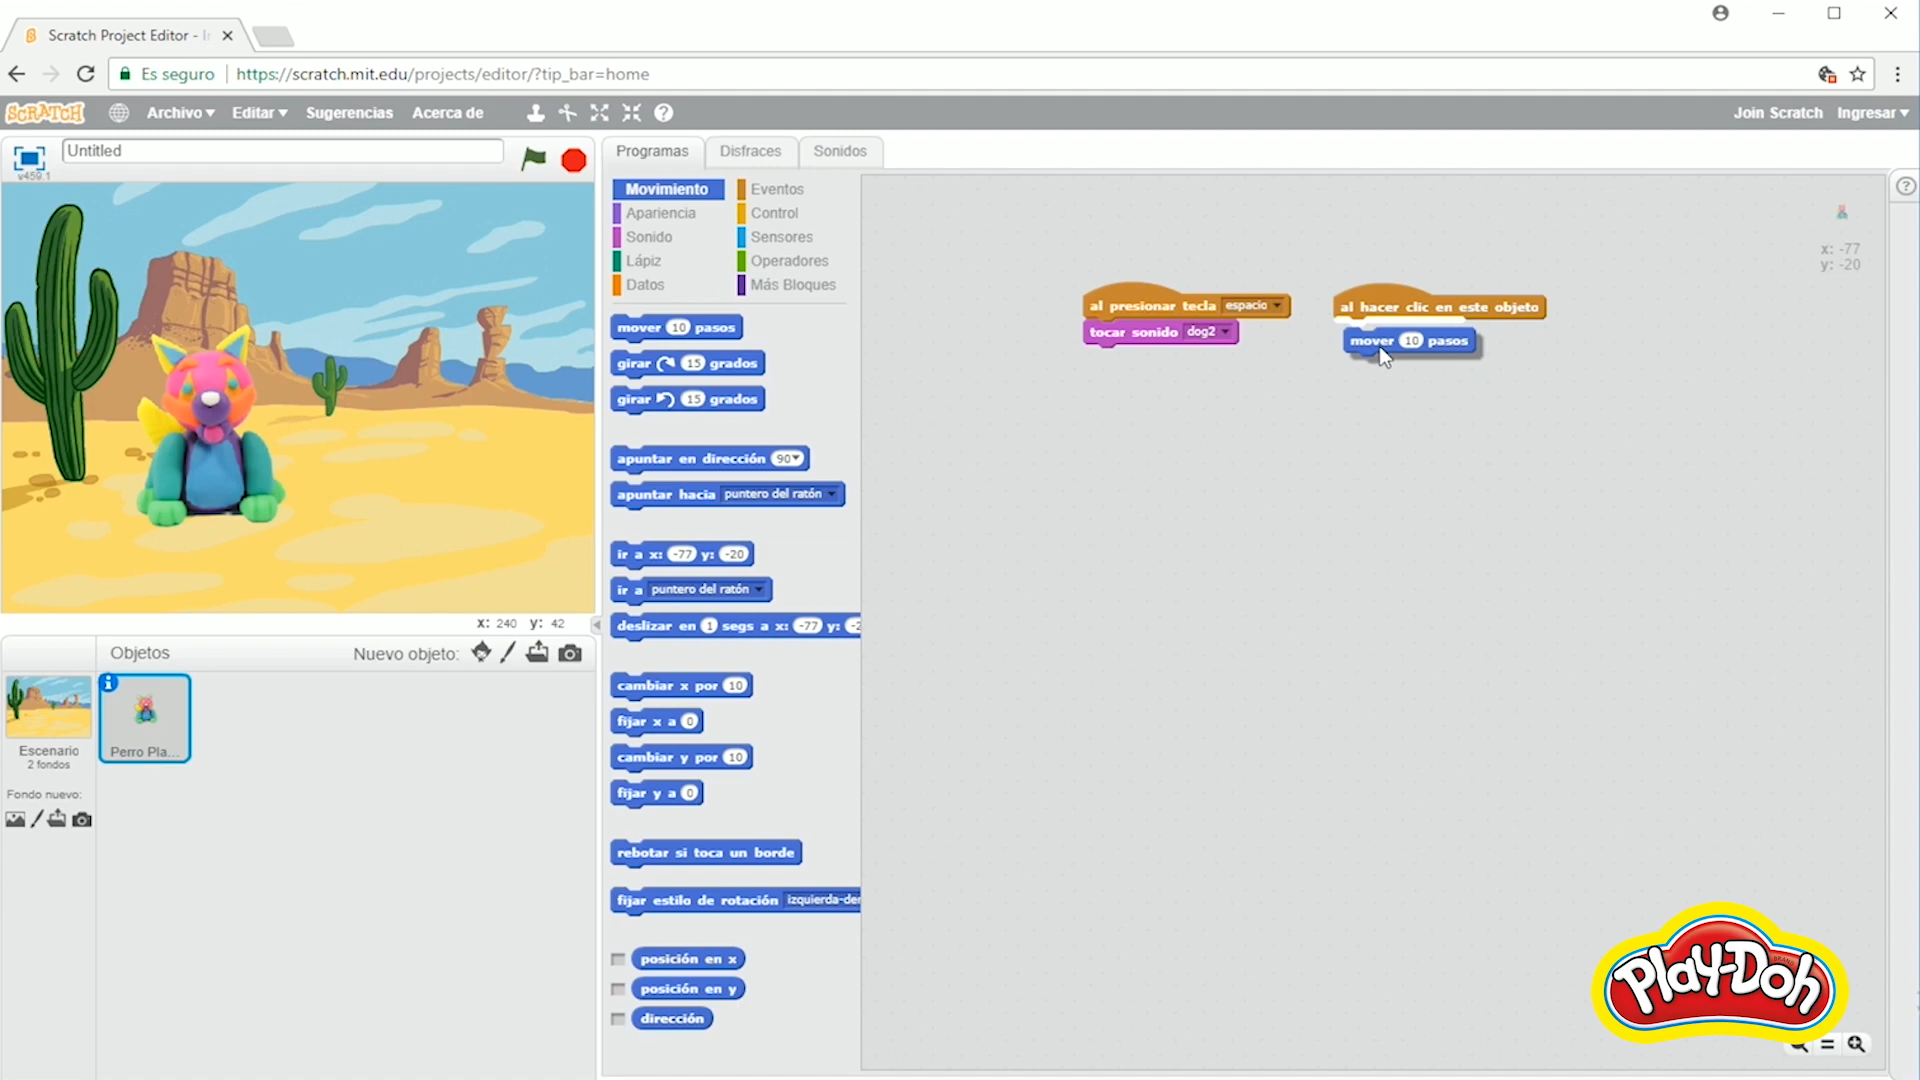 Scratch Project Editor - I
Es seguro
https://scratch.mit.edu/projects/editor/?tip_bar=home
SCRATCH
Archivo
Editar
Sugerencias
Acerca de
Join Scratch
Ingresar
v459.1
Untitled
Programas
Disfraces
Sonidos
Movimiento
Apariencia
Sonido
Lápiz
Datos
Eventos
Control
Sensores
Operadores
Más Bloques
mover 10 pasos
girar 15 grados
girar 15 grados
apuntar en dirección 90
apuntar hacia puntero del ratón
ir a x: -77 y: -20
ir a puntero del ratón
deslizar en 1 segs a x: -77 y: -2
cambiar x por 10
fijar x a 0
cambiar y por 10
fijar y a 0
rebotar si toca un borde
fijar estilo de rotación izquierda-der
posición en x
posición en y
dirección
al presionar tecla espacio
tocar sonido dog2
al hacer clic en este objeto
mover 10 pasos
x: -77
y: -20
x: 240 y: 42
Objetos
Nuevo objeto:
Escenario
2 fondos
Fondo nuevo:
Perro Pla...
Play-Doh